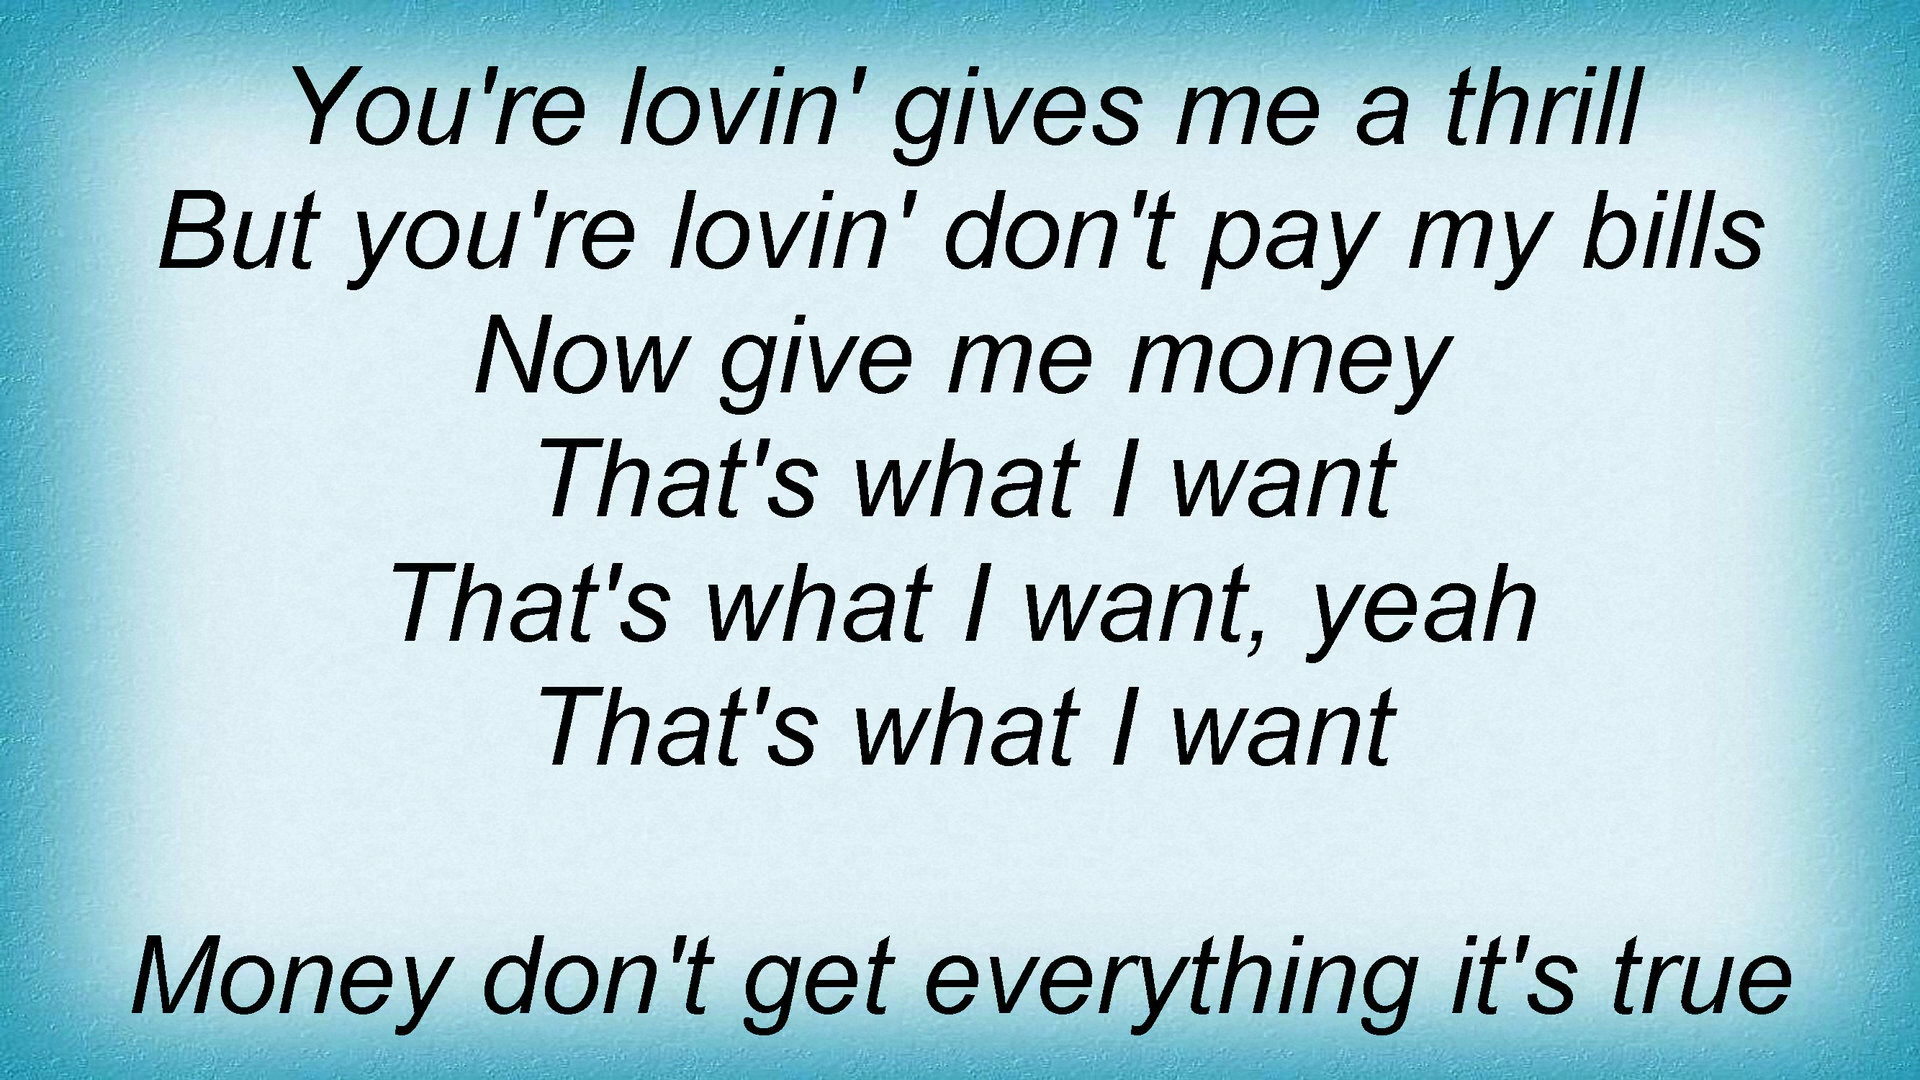 You're lovin' gives me a thrill
But you're lovin' don't pay my bills
Now give me money
That's what I want
That's what I want, yeah
That's what I want
Money don't get everything it's true